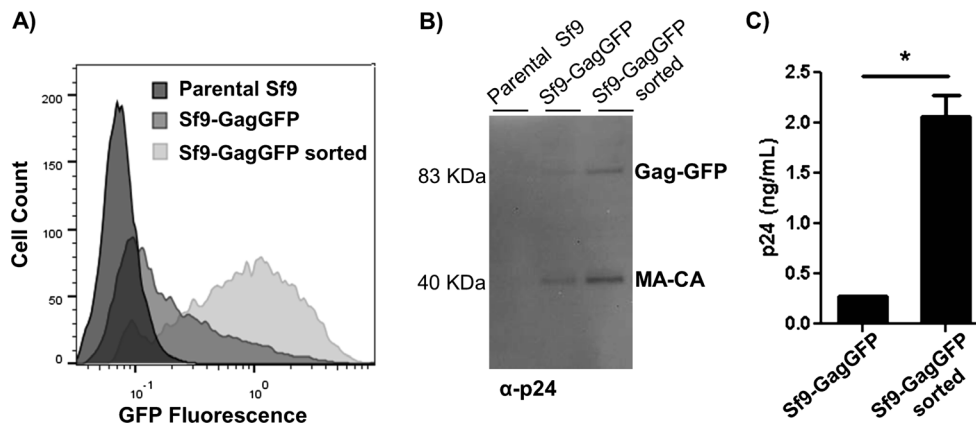 A)
Parental Sf9
Sf9-GagGFP
Sf9-GagGFP sorted
200
150
100
50
0
Cell Count
10-1
100
GFP Fluorescence
B)
Parental Sf9
Sf9-GagGFP
Sf9-GagGFP
sorted
83 KDa
Gag-GFP
40 KDa
MA-CA
α-p24
C)
*
2.5
2.0
1.5
1.0
0.5
0.0
p24 (ng/mL)
Sf9-GagGFP
Sf9-GagGFP
sorted